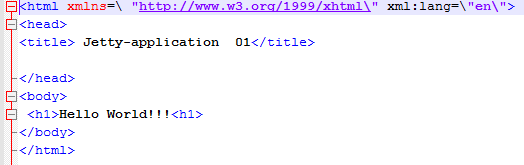 <html xmlns=\ "http://www.w3.org/1999/xhtml\" xml:lang=\"en\">
<head>
<title> Jetty-application  01</title>
</head>
<body>
<h1>Hello World!!!<h1>
</body>
</html>